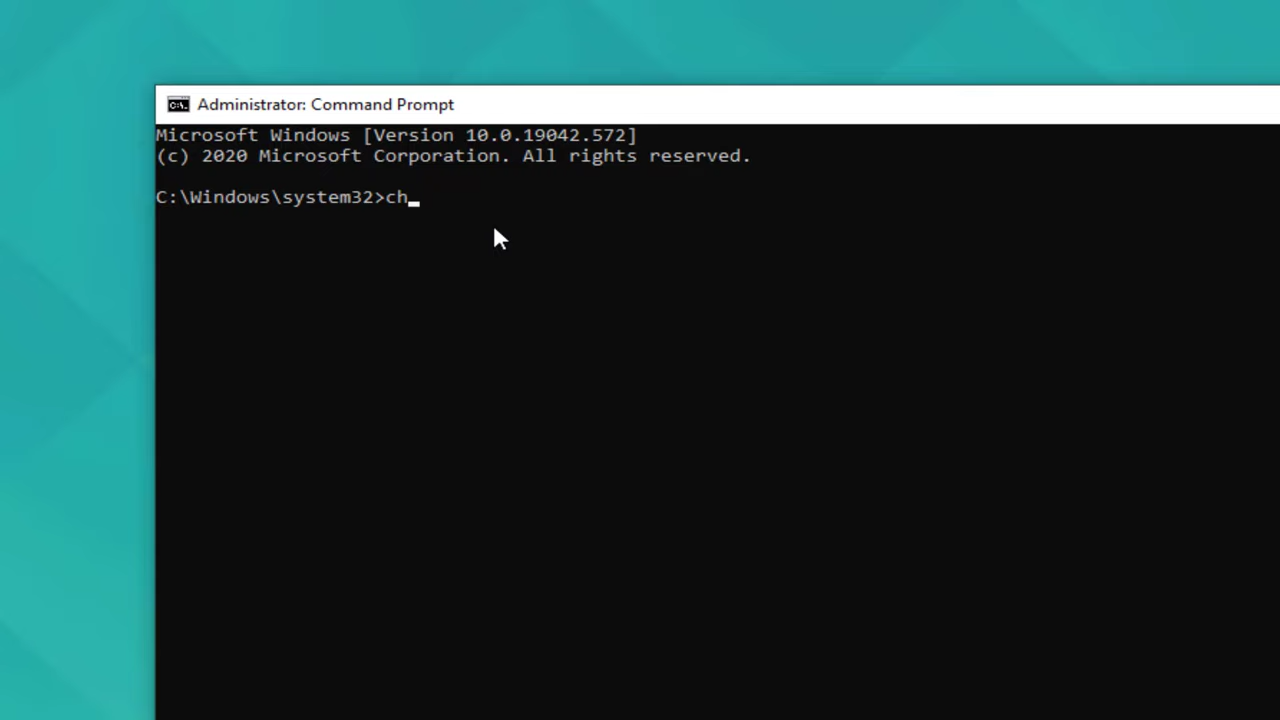 Administrator: Command Prompt
Microsoft Windows [Version 10.0.19042.572]
(c) 2020 Microsoft Corporation. All rights reserved.
C:\Windows\system32>ch